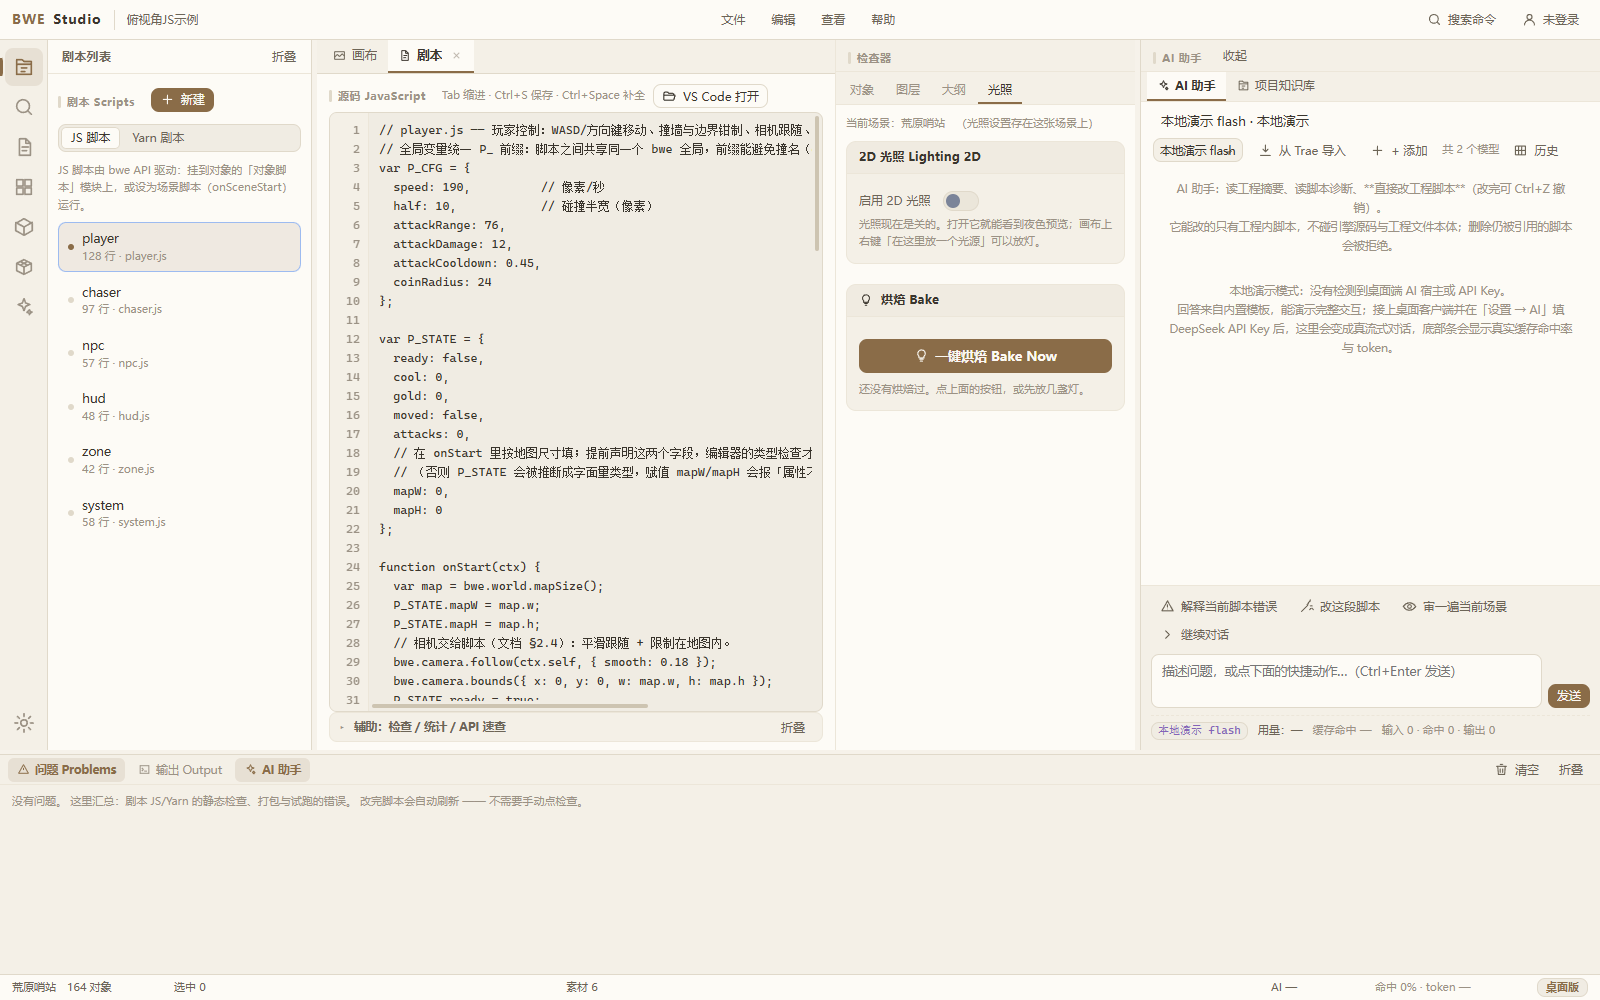 BWE Studio 俯视角JS示例 文件 编辑 查看 帮助 搜索命令 未登录
剧本列表 折叠
剧本 Scripts 新建
JS 脚本 Yarn 剧本
JS 脚本由 bwe API 驱动：挂到对象的「对象脚
本」模块上，或设为场景脚本（onSceneStart）
运行。
player
128 行 · player.js
chaser
97 行 · chaser.js
npc
57 行 · npc.js
hud
48 行 · hud.js
zone
42 行 · zone.js
system
58 行 · system.js
画布 剧本 ×
源码 JavaScript Tab 缩进 · Ctrl+S 保存 · Ctrl+Space 补全 VS Code 打开
1 // player.js —— 玩家控制：WASD/方向键移动、撞墙与边界钳制、相机跟随、
2 // 全局变量统一 P_ 前缀：脚本之间共享同一个 bwe 全局，前缀能避免撞名（
3 var P_CFG = {
4 speed: 190, // 像素/秒
5 half: 10, // 碰撞半宽（像素）
6 attackRange: 76,
7 attackDamage: 12,
8 attackCooldown: 0.45,
9 coinRadius: 24
10 };
11
12 var P_STATE = {
13 ready: false,
14 cool: 0,
15 gold: 0,
16 moved: false,
17 attacks: 0,
18 // 在 onStart 里按地图尺寸填；提前声明这两个字段，编辑器的类型检查才
19 // （否则 P_STATE 会被推断成字面量类型，赋值 mapW/mapH 会报「属性不
20 mapW: 0,
21 mapH: 0
22 };
23
24 function onStart(ctx) {
25 var map = bwe.world.mapSize();
26 P_STATE.mapW = map.w;
27 P_STATE.mapH = map.h;
28 // 相机交给脚本（文档 §2.4）：平滑跟随 + 限制在地图内。
29 bwe.camera.follow(ctx.self, { smooth: 0.18 });
30 bwe.camera.bounds({ x: 0, y: 0, w: map.w, h: map.h });
31 P_STATE.ready = true;
辅助：检查 / 统计 / API 速查 折叠
检查器
对象 图层 大纲 光照
当前场景：荒原哨站 （光照设置存在这张场景上）
2D 光照 Lighting 2D
启用 2D 光照
光照现在是关的。打开它就能看到夜色预览；画布上
右键「在这里放一个光源」可以放灯。
烘焙 Bake
一键烘焙 Bake Now
还没有烘焙过。点上面的按钮，或先放几盏灯。
AI 助手 收起
AI 助手 项目知识库
本地演示 flash · 本地演示
本地演示 flash 从 Trae 导入 + 添加 共 2 个模型 历史
AI 助手：读工程摘要、读脚本诊断、**直接改工程脚本**（改完可 Ctrl+Z 撤
销）。
它能改的只有工程内脚本，不碰引擎源码与工程文件本体；删除仍被引用的脚本
会被拒绝。
本地演示模式：没有检测到桌面端 AI 宿主或 API Key。
回答来自内置模板，能演示完整交互；接上桌面客户端并在「设置 → AI」填
DeepSeek API Key 后，这里会变成真流式对话，底部条会显示真实缓存命中率
与 token。
解释当前脚本错误 改这段脚本 审一遍当前场景
继续对话
描述问题，或点下面的快捷动作…（Ctrl+Enter 发送）
发送
本地演示 flash 用量：— 缓存命中 — 输入 0 · 命中 0 · 输出 0
问题 Problems 输出 Output AI 助手 清空 折叠
没有问题。 这里汇总：剧本 JS/Yarn 的静态检查、打包与试跑的错误。 改完脚本会自动刷新 —— 不需要手动点检查。
荒原哨站 164 对象 选中 0 素材 6 AI — 命中 0% · token — 桌面版